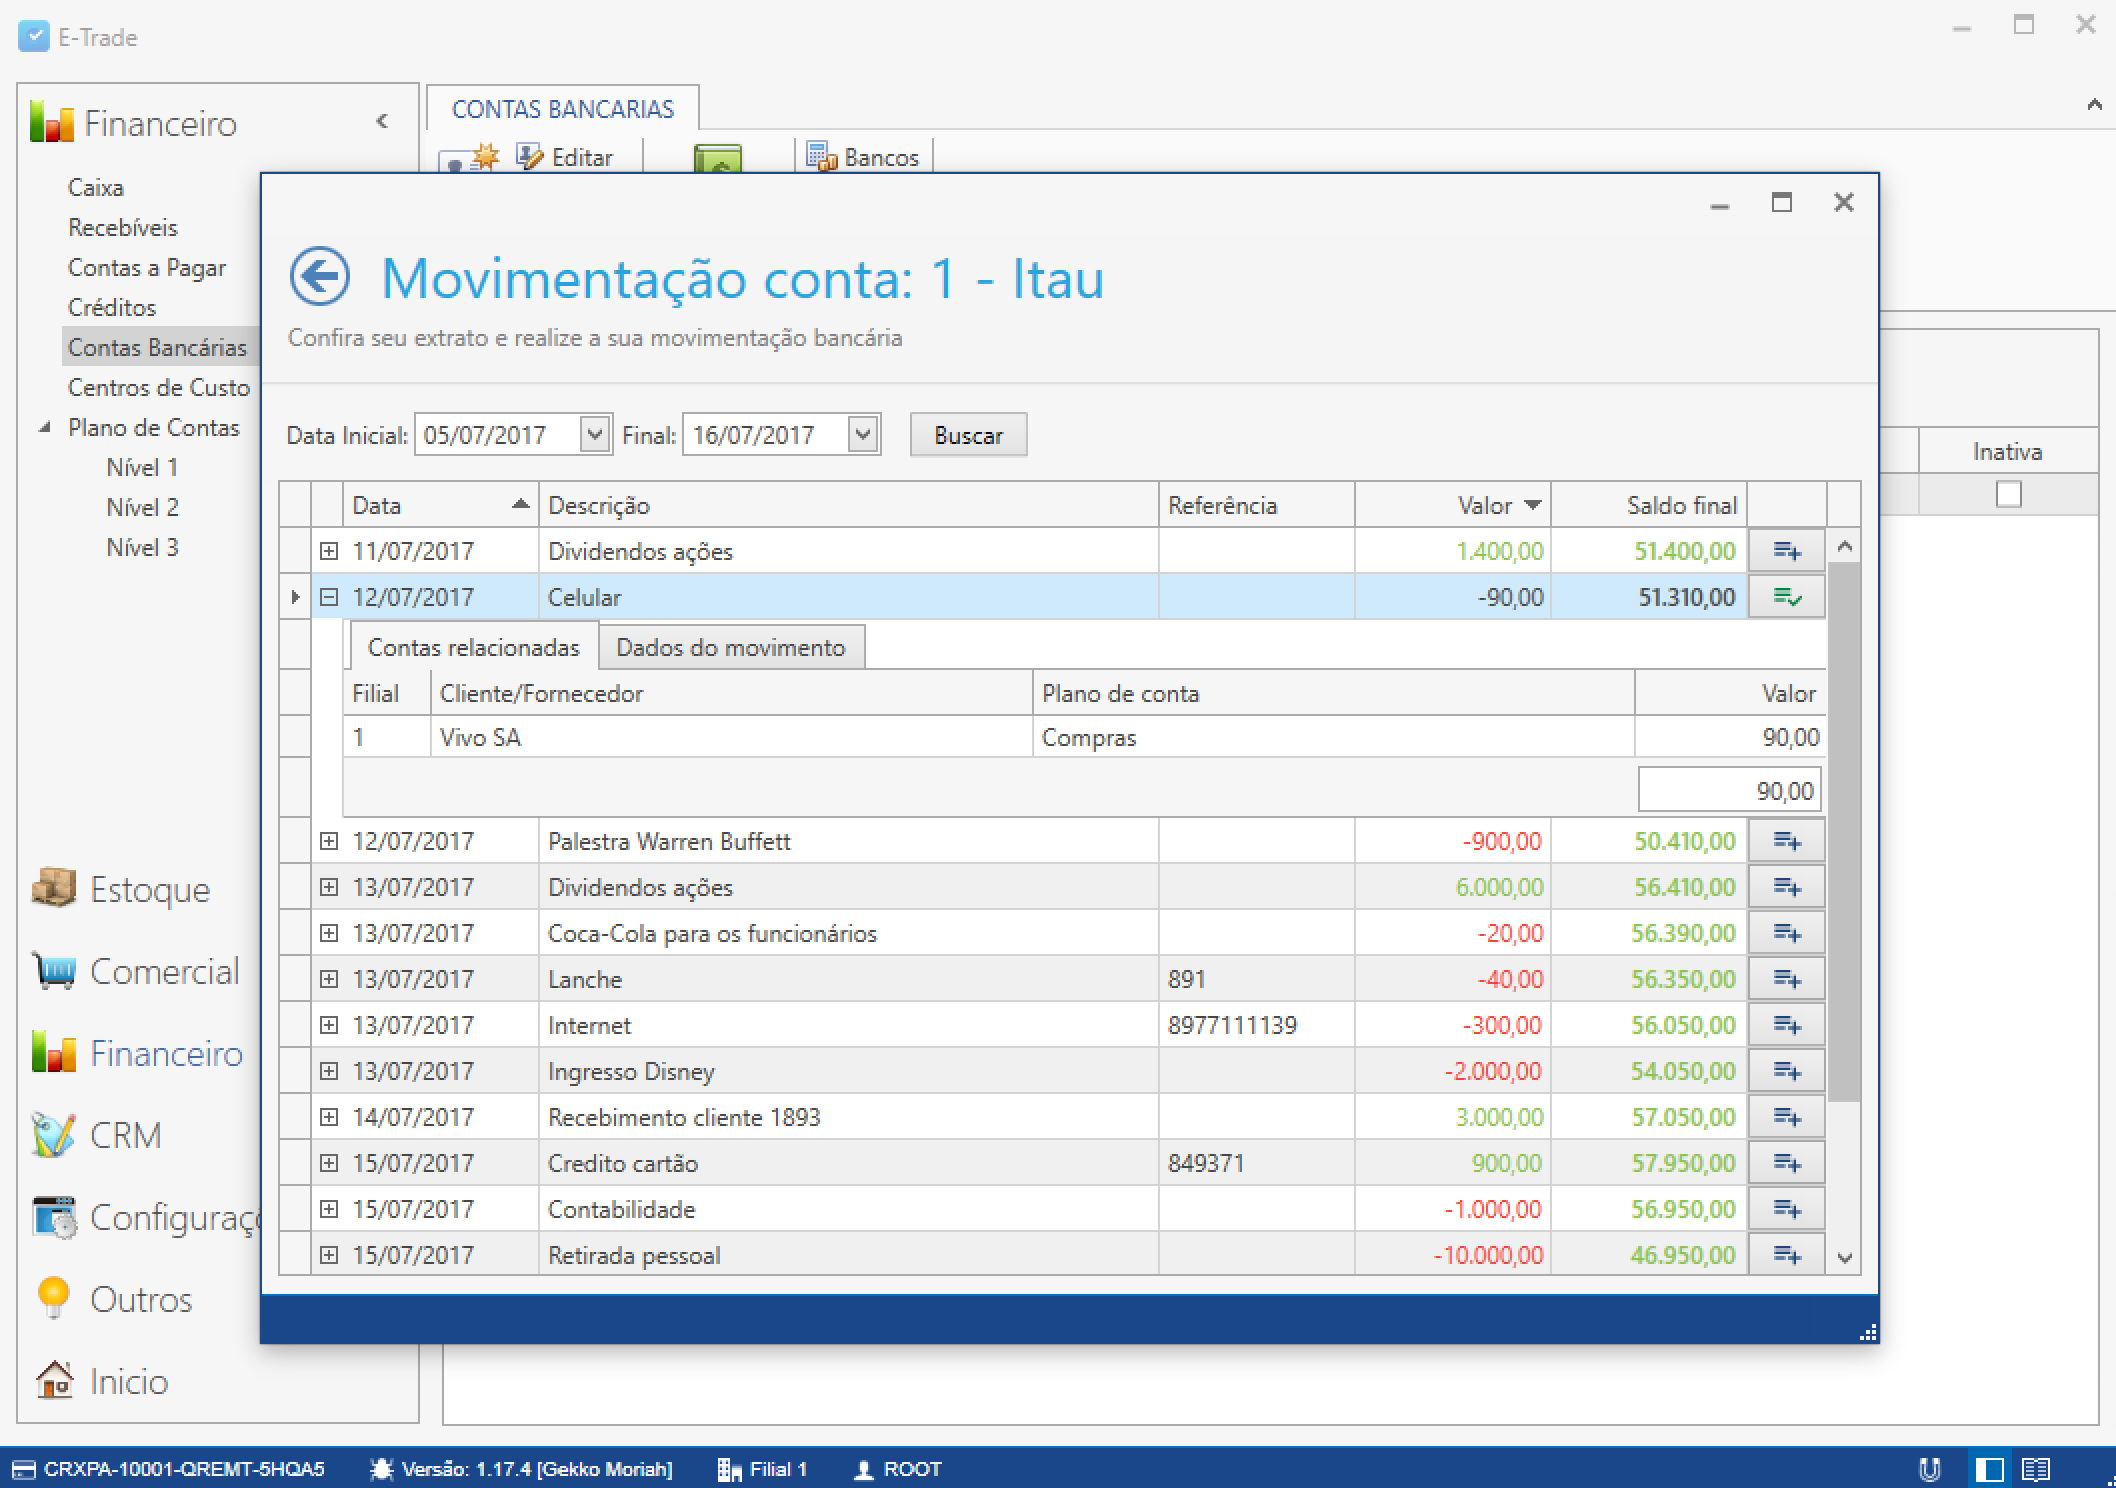 E-Trade
Financeiro
Caixa
Recebíveis
Contas a Pagar
Créditos
Contas Bancárias
Centros de Custo
Plano de Contas
Nível 1
Nível 2
Nível 3
Estoque
Comercial
Financeiro
CRM
Outros
Inicio
CONTAS BANCARIAS
Editar
Bancos
Inativa
Movimentação conta: 1 - Itau
Confira seu extrato e realize a sua movimentação bancária
Data Inicial: 05/07/2017 Final: 16/07/2017 Buscar
Data Descrição Referência Valor Saldo final
11/07/2017 Dividendos ações 1.400,00 51.400,00
12/07/2017 Celular -90,00 51.310,00
Contas relacionadas Dados do movimento
Filial Cliente/Fornecedor Plano de conta Valor
1 Vivo SA Compras 90,00
90,00
12/07/2017 Palestra Warren Buffett -900,00 50.410,00
13/07/2017 Dividendos ações 6.000,00 56.410,00
13/07/2017 Coca-Cola para os funcionários -20,00 56.390,00
13/07/2017 Lanche 891 -40,00 56.350,00
13/07/2017 Internet 8977111139 -300,00 56.050,00
13/07/2017 Ingresso Disney -2.000,00 54.050,00
14/07/2017 Recebimento cliente 1893 3.000,00 57.050,00
15/07/2017 Credito cartão 849371 900,00 57.950,00
15/07/2017 Contabilidade -1.000,00 56.950,00
15/07/2017 Retirada pessoal -10.000,00 46.950,00
CRXPA-10001-QREMT-5HQA5 Versão: 1.17.4 [Gekko Moriah] Filial 1 ROOT